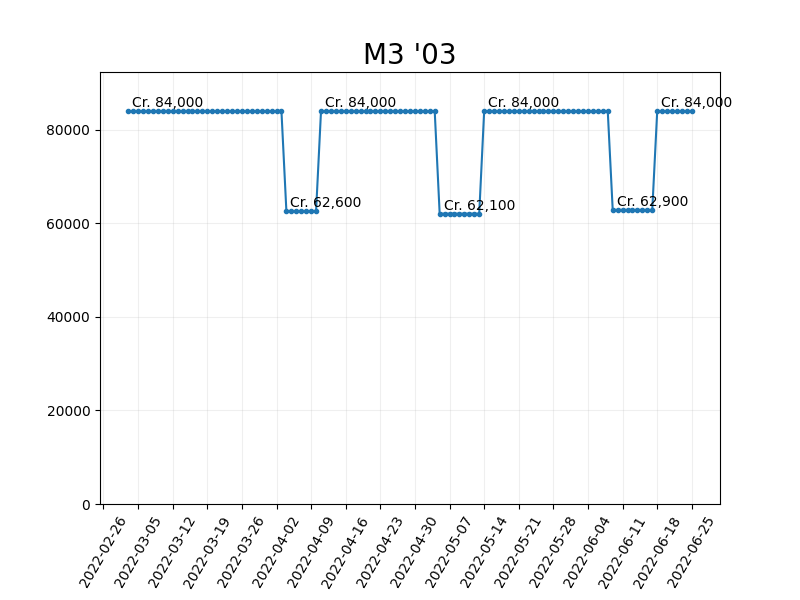 M3 '03
Cr. 84,000
Cr. 84,000
Cr. 84,000
Cr. 84,000
Cr. 62,600
Cr. 62,100
Cr. 62,900
80000
60000
40000
20000
0
2022-02-26
2022-03-05
2022-03-12
2022-03-19
2022-03-26
2022-04-02
2022-04-09
2022-04-16
2022-04-23
2022-04-30
2022-05-07
2022-05-14
2022-05-21
2022-05-28
2022-06-04
2022-06-11
2022-06-18
2022-06-25